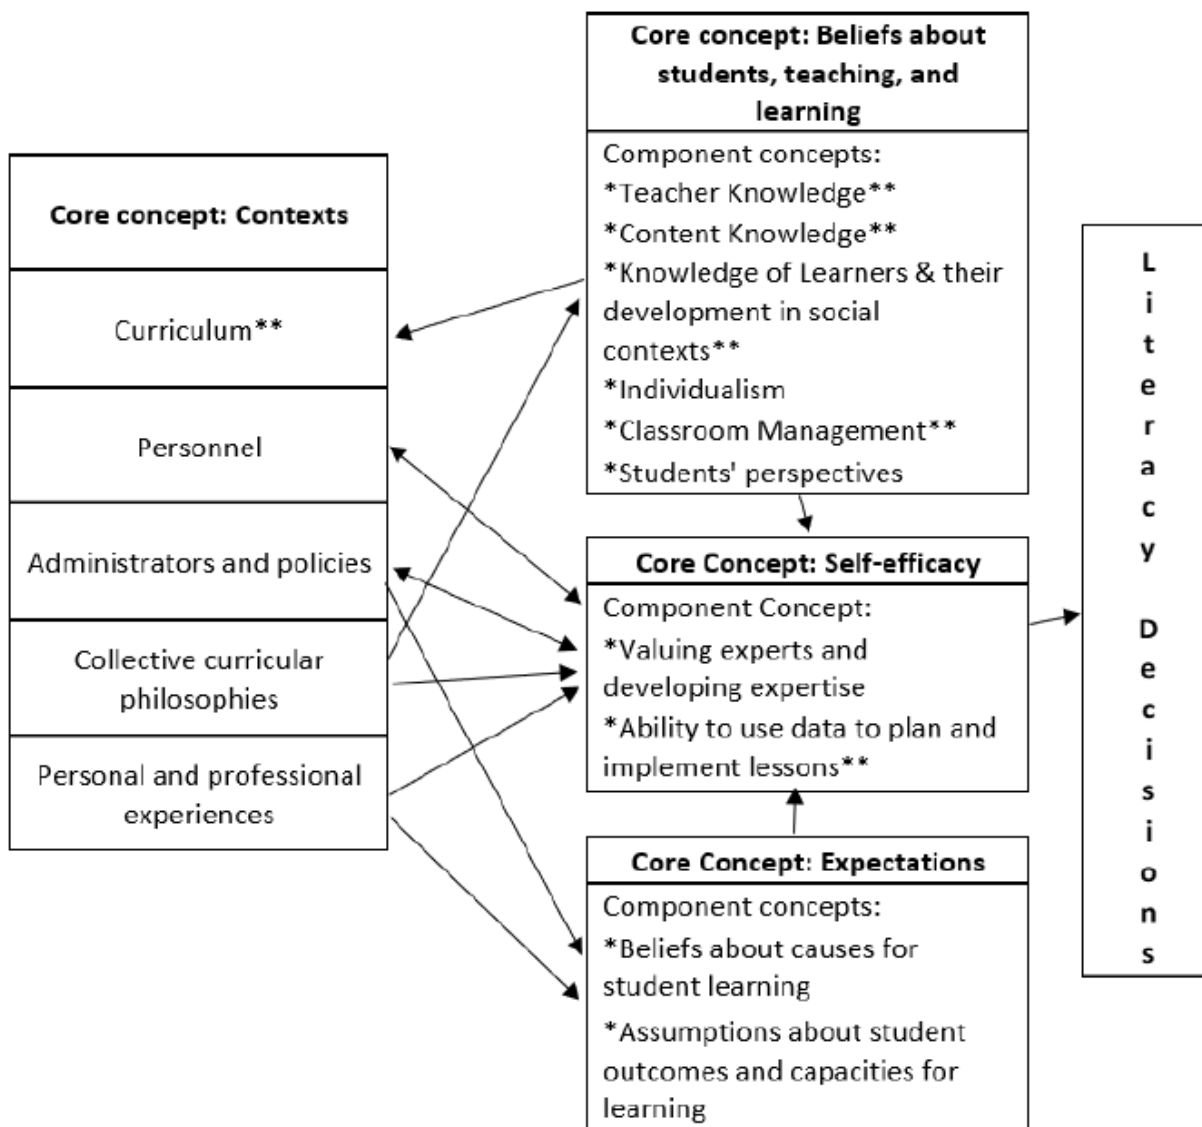 Core concept: Contexts
Curriculum**
Personnel
Administrators and policies
Collective curricular
philosophies
Personal and professional
experiences
Core concept: Beliefs about
students, teaching, and
learning
Component concepts:
*Teacher Knowledge**
*Content Knowledge**
*Knowledge of Learners & their
development in social
contexts**
*Individualism
*Classroom Management**
*Students' perspectives
Core Concept: Self-efficacy
Component Concept:
*Valuing experts and
developing expertise
*Ability to use data to plan and
implement lessons**
Core Concept: Expectations
Component concepts:
*Beliefs about causes for
student learning
*Assumptions about student
outcomes and capacities for
learning
Literacy Decisions